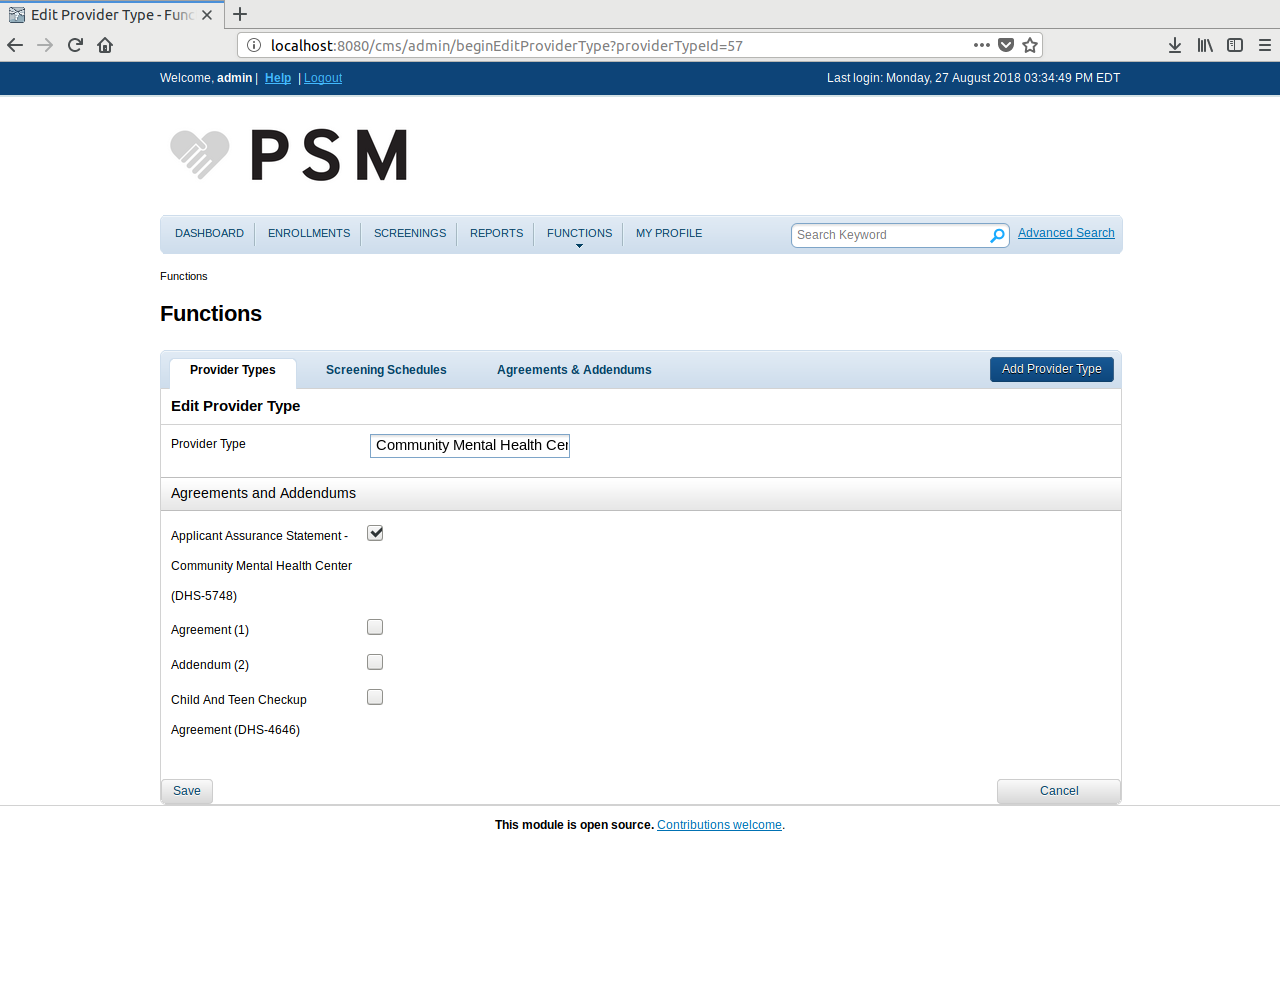 Edit Provider Type - Func
localhost:8080/cms/admin/beginEditProviderType?providerTypeId=57
Welcome, admin | Help | Logout
Last login: Monday, 27 August 2018 03:34:49 PM EDT
PSM
DASHBOARD
ENROLLMENTS
SCREENINGS
REPORTS
FUNCTIONS
MY PROFILE
Search Keyword
Advanced Search
Functions
Functions
Provider Types
Screening Schedules
Agreements & Addendums
Add Provider Type
Edit Provider Type
Provider Type
Community Mental Health Cen
Agreements and Addendums
Applicant Assurance Statement -
Community Mental Health Center
(DHS-5748)
Agreement (1)
Addendum (2)
Child And Teen Checkup
Agreement (DHS-4646)
Save
Cancel
This module is open source. Contributions welcome.